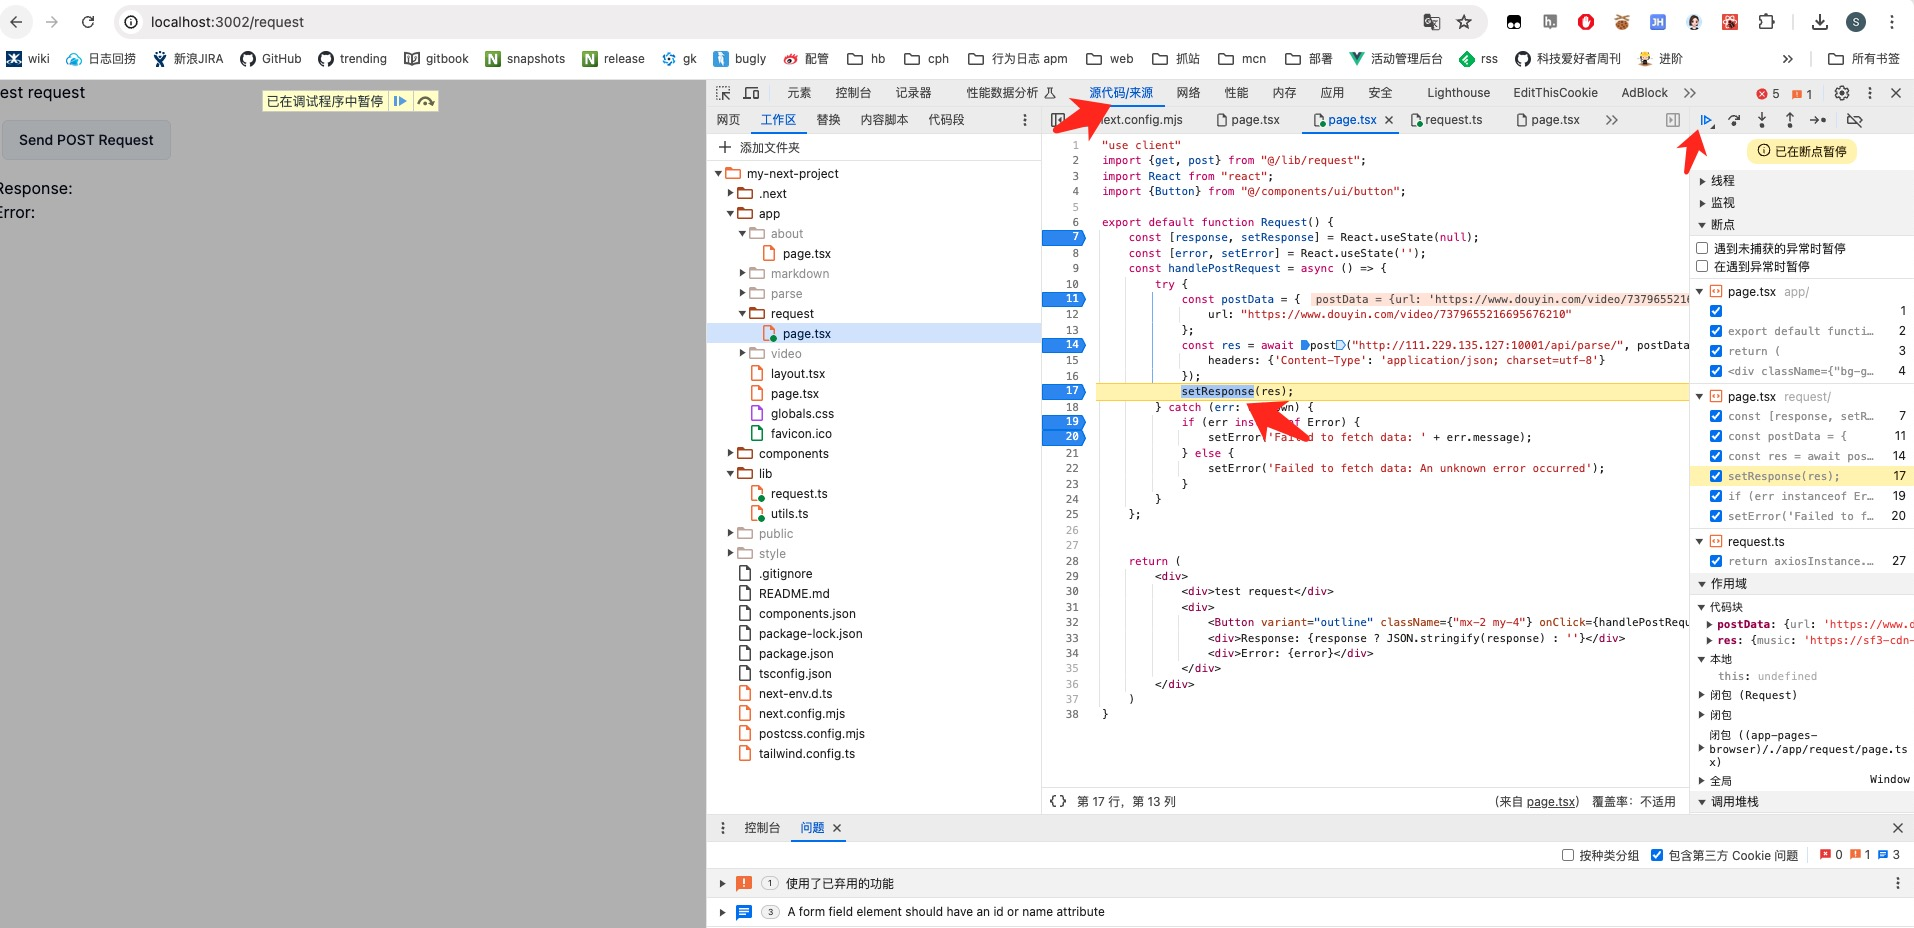 localhost:3002/request
wiki 日志回捞 新浪JIRA GitHub trending gitbook snapshots release gk bugly 配管 hb cph 行为日志 apm web 抓站 mcn 部署 活动管理后台 rss 科技爱好者周刊 进阶 所有书签
est request
已在调试程序中暂停
Send POST Request
Response:
Error:
元素 控制台 记录器 性能数据分析 源代码/来源 网络 性能 内存 应用 安全 Lighthouse EditThisCookie AdBlock 5 1
网页 工作区 替换 内容脚本 代码段
添加文件夹
my-next-project
.next
app
about
page.tsx
markdown
parse
request
page.tsx
video
layout.tsx
page.tsx
globals.css
favicon.ico
components
lib
request.ts
utils.ts
public
style
.gitignore
README.md
components.json
package-lock.json
package.json
tsconfig.json
next-env.d.ts
next.config.mjs
postcss.config.mjs
tailwind.config.ts
ext.config.mjs page.tsx page.tsx request.ts page.tsx
1 "use client"
2 import {get, post} from "@/lib/request";
3 import React from "react";
4 import {Button} from "@/components/ui/button";
5
6 export default function Request() {
7 const [response, setResponse] = React.useState(null);
8 const [error, setError] = React.useState('');
9 const handlePostRequest = async () => {
10 try {
11 const postData = { postData = {url: 'https://www.douyin.com/video/737965521
12 url: "https://www.douyin.com/video/7379655216695676210"
13 };
14 const res = await post("http://111.229.135.127:10001/api/parse/", postData
15 headers: {'Content-Type': 'application/json; charset=utf-8'}
16 });
17 setResponse(res);
18 } catch (err: wn) {
19 if (err ins of Error) {
20 setError('Failed to fetch data: ' + err.message);
21 } else {
22 setError('Failed to fetch data: An unknown error occurred');
23 }
24 }
25 };
26
27
28 return (
29 <div>
30 <div>test request</div>
31 <div>
32 <Button variant="outline" className={"mx-2 my-4"} onClick={handlePostRequ
33 <div>Response: {response ? JSON.stringify(response) : ''}</div>
34 <div>Error: {error}</div>
35 </div>
36 </div>
37 )
38 }
{} 第 17 行，第 13 列 (来自 page.tsx) 覆盖率：不适用
已在断点暂停
线程
监视
断点
遇到未捕获的异常时暂停
在遇到异常时暂停
page.tsx app/
1
export default functi… 2
return ( 3
<div className={"bg-g… 4
page.tsx request/
const [response, setR… 7
const postData = { 11
const res = await pos… 14
setResponse(res); 17
if (err instanceof Er… 19
setError('Failed to f… 20
request.ts
return axiosInstance.… 27
作用域
代码块
postData: {url: 'https://www.d
res: {music: 'https://sf3-cdn-
本地
this: undefined
闭包 (Request)
闭包
闭包 ((app-pages-
browser)/./app/request/page.ts
x)
全局 Window
调用堆栈
控制台 问题
按种类分组 包含第三方 Cookie 问题 0 1 3
1 使用了已弃用的功能
3 A form field element should have an id or name attribute